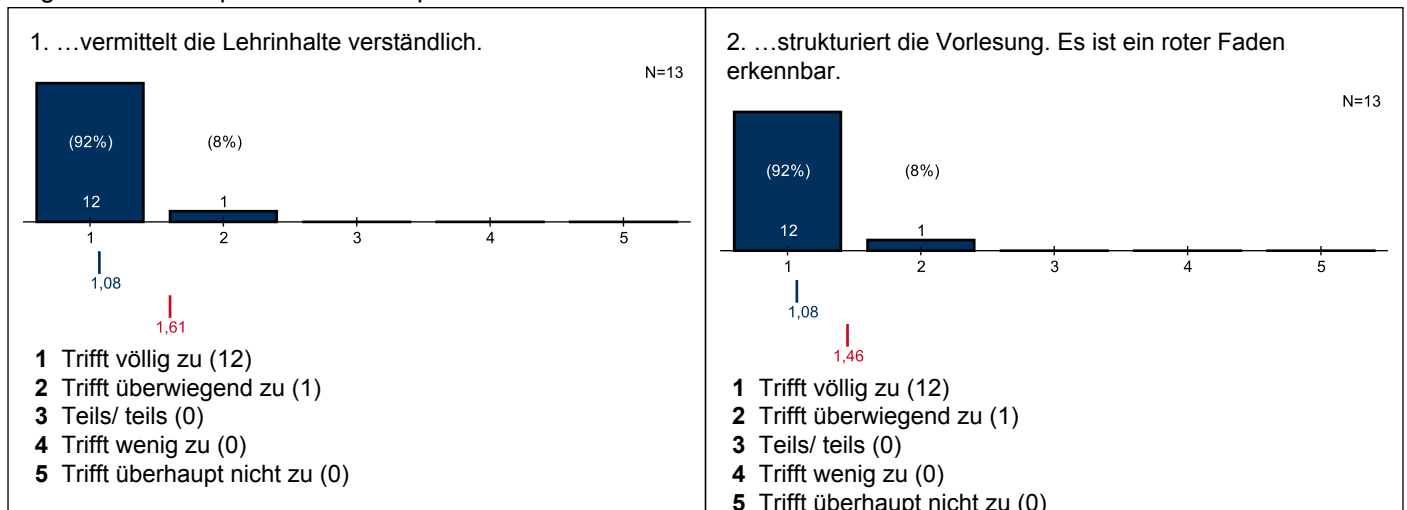 1. …vermittelt die Lehrinhalte verständlich.
N=13
(92%) (8%)
12 1
1 2 3 4 5
1,08
1,61
1 Trifft völlig zu (12)
2 Trifft überwiegend zu (1)
3 Teils/ teils (0)
4 Trifft wenig zu (0)
5 Trifft überhaupt nicht zu (0)
2. …strukturiert die Vorlesung. Es ist ein roter Faden
erkennbar.
N=13
(92%) (8%)
12 1
1 2 3 4 5
1,08
1,46
1 Trifft völlig zu (12)
2 Trifft überwiegend zu (1)
3 Teils/ teils (0)
4 Trifft wenig zu (0)
5 Trifft überhaupt nicht zu (0)